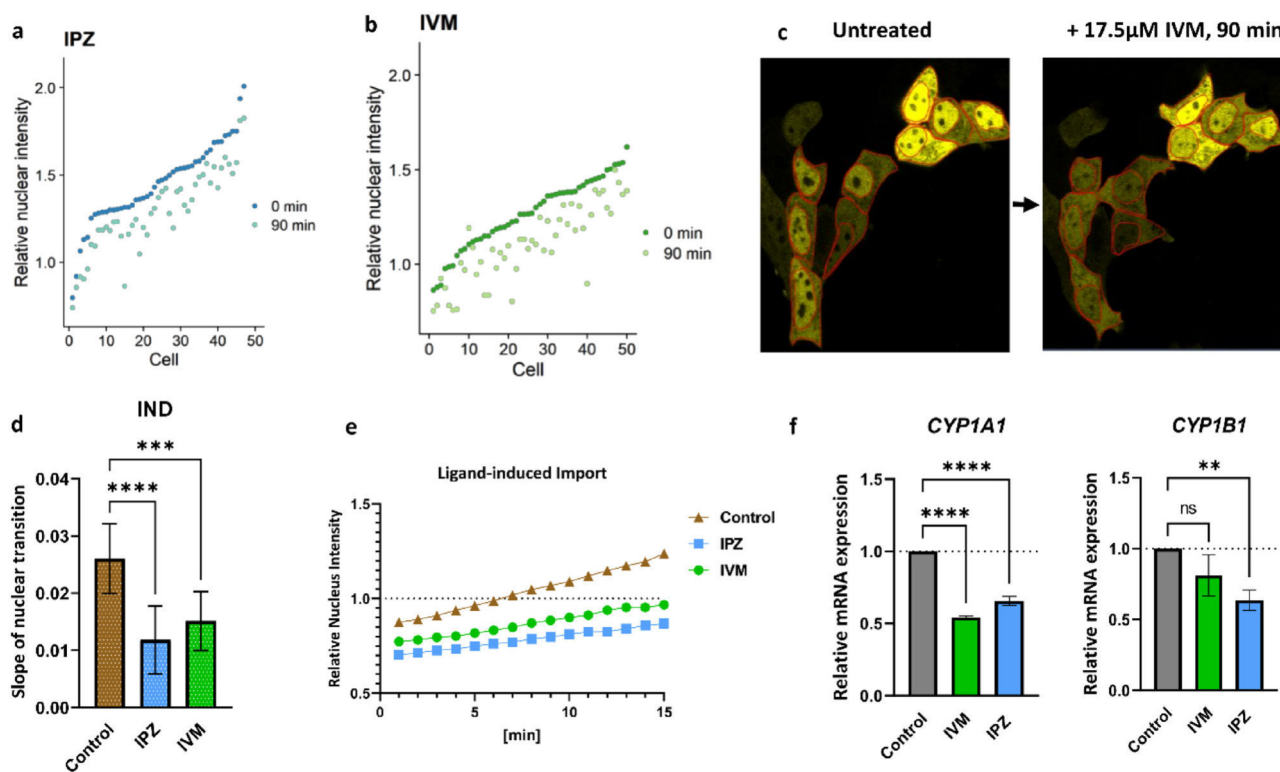 a
IPZ
Relative nuclear intensity
2.0
1.5
1.0
0 min
90 min
0
10
20
30
40
50
Cell
b
IVM
Relative nuclear intensity
2.0
1.5
1.0
0 min
90 min
0
10
20
30
40
50
Cell
c
Untreated
+ 17.5µM IVM, 90 min
d
IND
Slope of nuclear transition
0.04
0.03
0.02
0.01
0.00
***
****
Control
IPZ
IVM
e
Ligand-induced Import
Relative Nucleus Intensity
1.5
1.0
0.5
0
5
10
15
[min]
Control
IPZ
IVM
f
CYP1A1
Relative mRNA expression
1.5
1.0
0.5
0.0
****
****
Control
IVM
IPZ
CYP1B1
Relative mRNA expression
1.5
1.0
0.5
0.0
**
ns
Control
IVM
IPZ